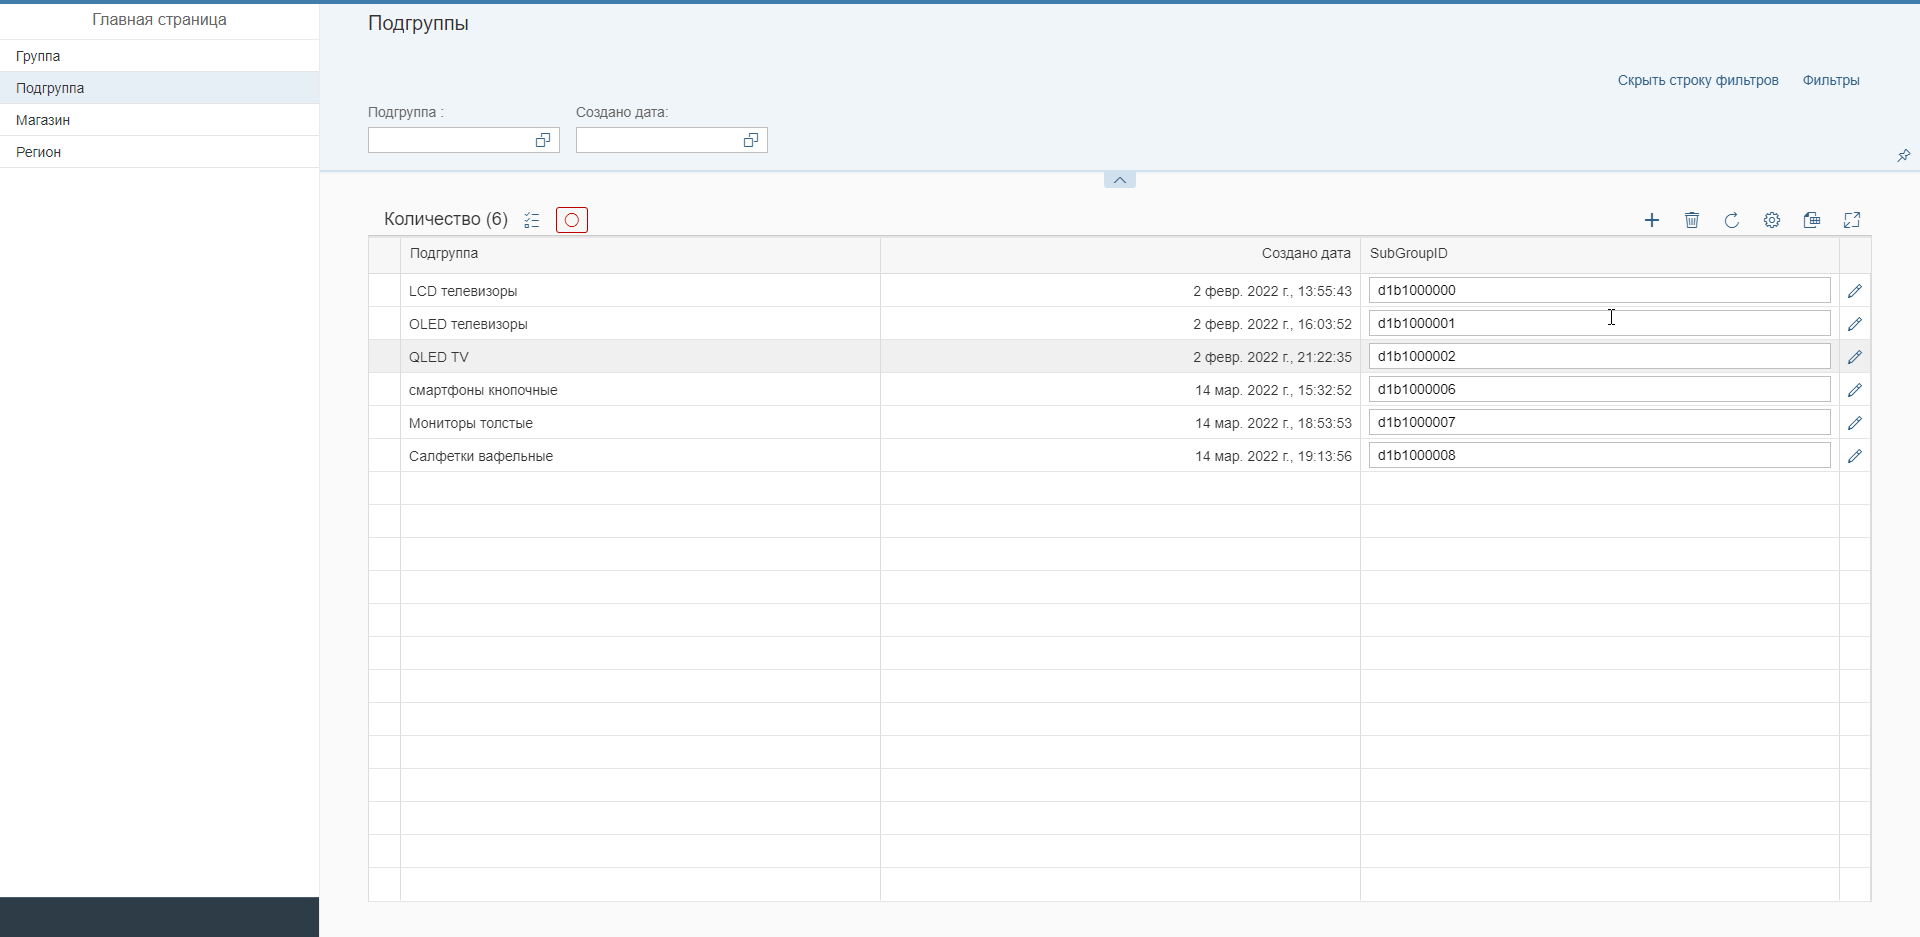 Главная страница
Группа
Подгруппа
Магазин
Регион
Подгруппы
Скрыть строку фильтров Фильтры
Подгруппа : Создано дата:
Количество (6)
Подгруппа Создано дата SubGroupID
LCD телевизоры 2 февр. 2022 г., 13:55:43 d1b1000000
OLED телевизоры 2 февр. 2022 г., 16:03:52 d1b1000001
QLED TV 2 февр. 2022 г., 21:22:35 d1b1000002
смартфоны кнопочные 14 мар. 2022 г., 15:32:52 d1b1000006
Мониторы толстые 14 мар. 2022 г., 18:53:53 d1b1000007
Салфетки вафельные 14 мар. 2022 г., 19:13:56 d1b1000008